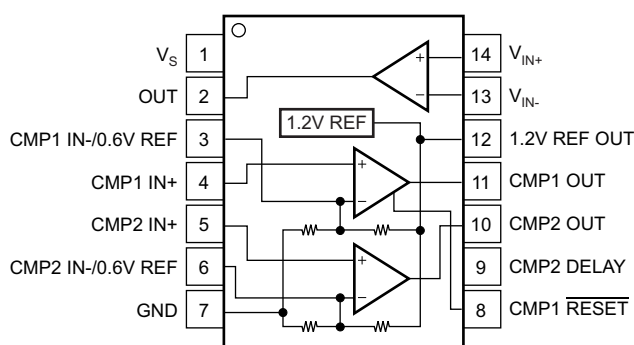 V_S 1
OUT 2
CMP1 IN-/0.6V REF 3
CMP1 IN+ 4
CMP2 IN+ 5
CMP2 IN-/0.6V REF 6
GND 7
+
−
1.2V REF
+
−
+
−
14 V_IN+
13 V_IN-
12 1.2V REF OUT
11 CMP1 OUT
10 CMP2 OUT
9 CMP2 DELAY
8 CMP1 R̅E̅S̅E̅T̅